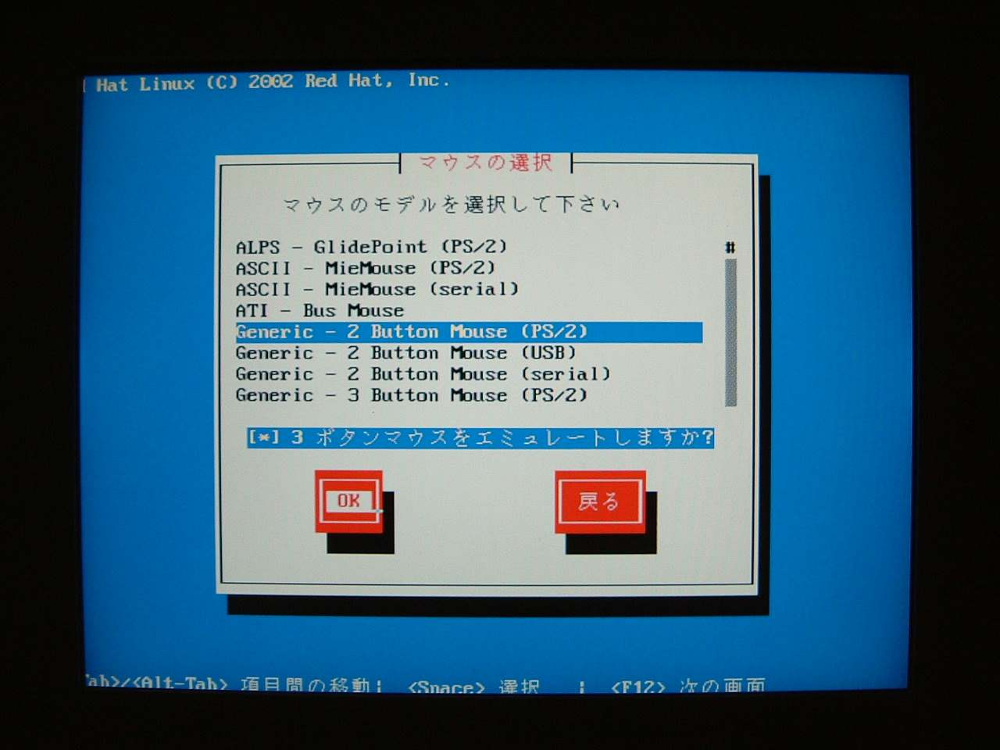 Hat Linux (C) 2002 Red Hat, Inc.
マウスの選択
マウスのモデルを選択して下さい
ALPS - GlidePoint (PS/2)
ASCII - MieMouse (PS/2)
ASCII - MieMouse (serial)
ATI - Bus Mouse
Generic - 2 Button Mouse (PS/2)
Generic - 2 Button Mouse (USB)
Generic - 2 Button Mouse (serial)
Generic - 3 Button Mouse (PS/2)
#
[*] 3 ボタンマウスをエミュレートしますか?
OK 戻る
ab>/<Alt-Tab> 項目間の移動| <Space> 選択 | <F12> 次の画面